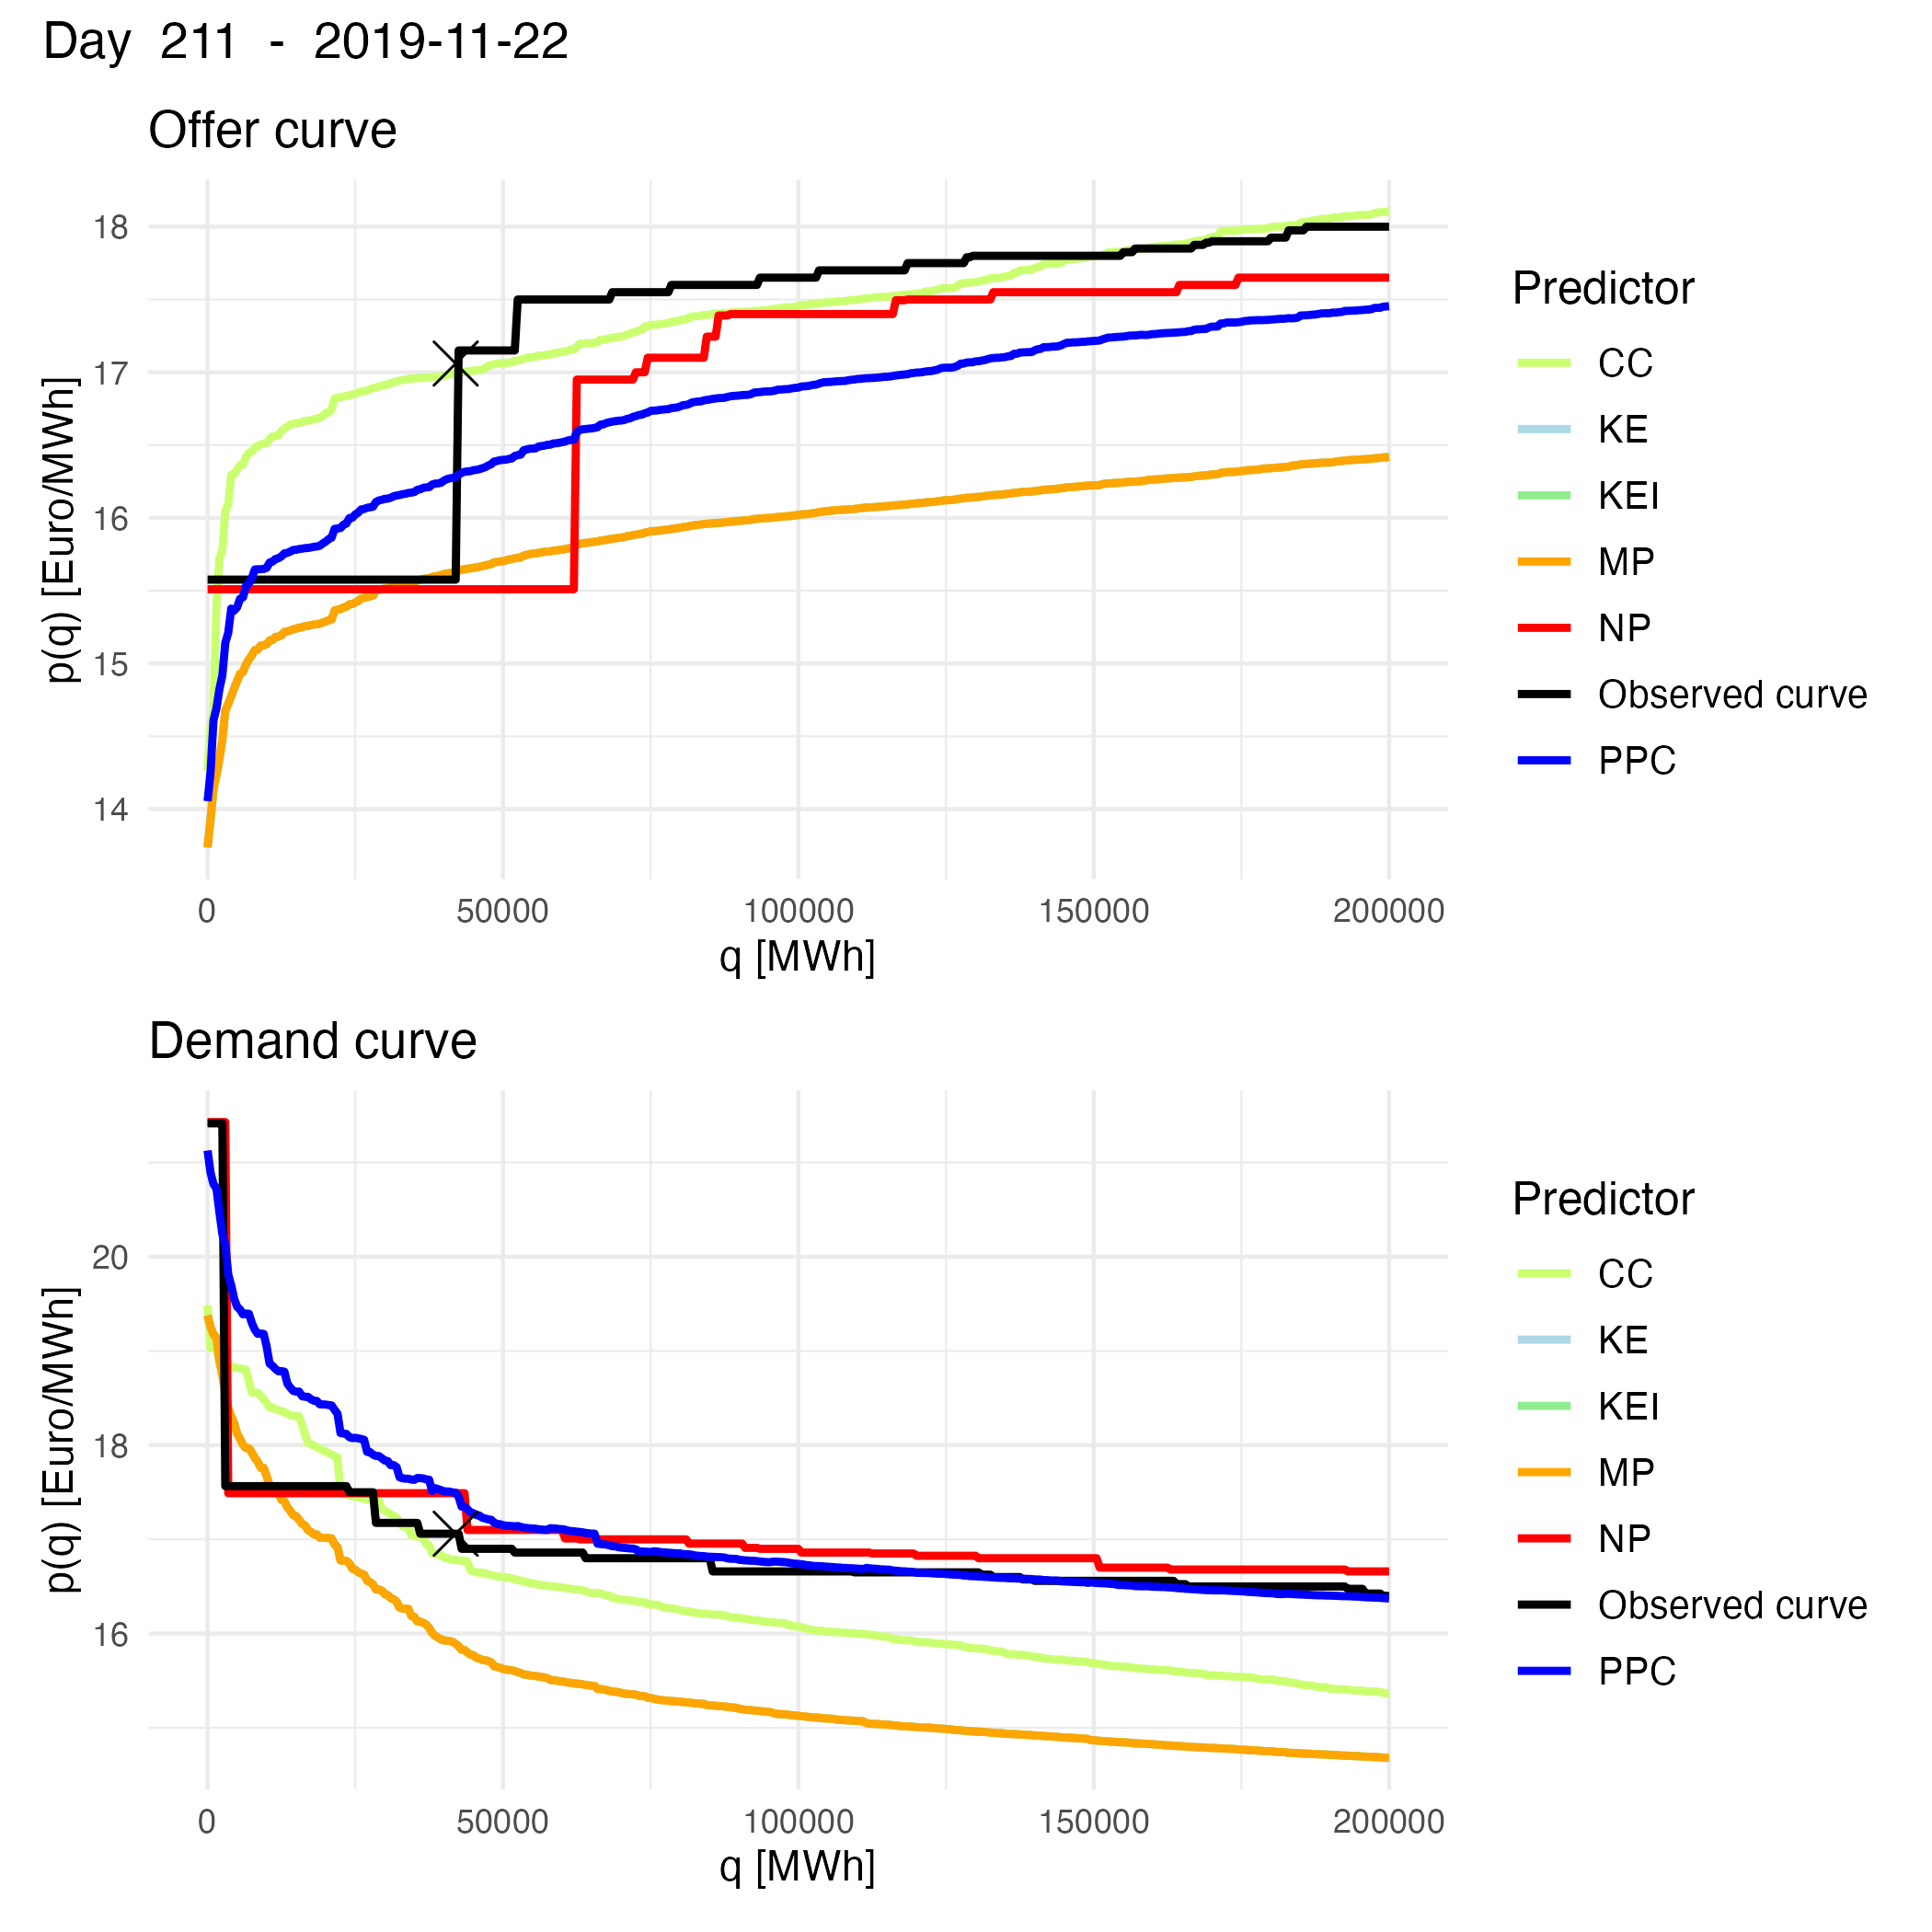 Day 211 - 2019-11-22
Offer curve
p(q) [Euro/MWh]
18
17
16
15
14
0 50000 100000 150000 200000
q [MWh]
Predictor
CC
KE
KEI
MP
NP
Observed curve
PPC
Demand curve
p(q) [Euro/MWh]
20
18
16
0 50000 100000 150000 200000
q [MWh]
Predictor
CC
KE
KEI
MP
NP
Observed curve
PPC